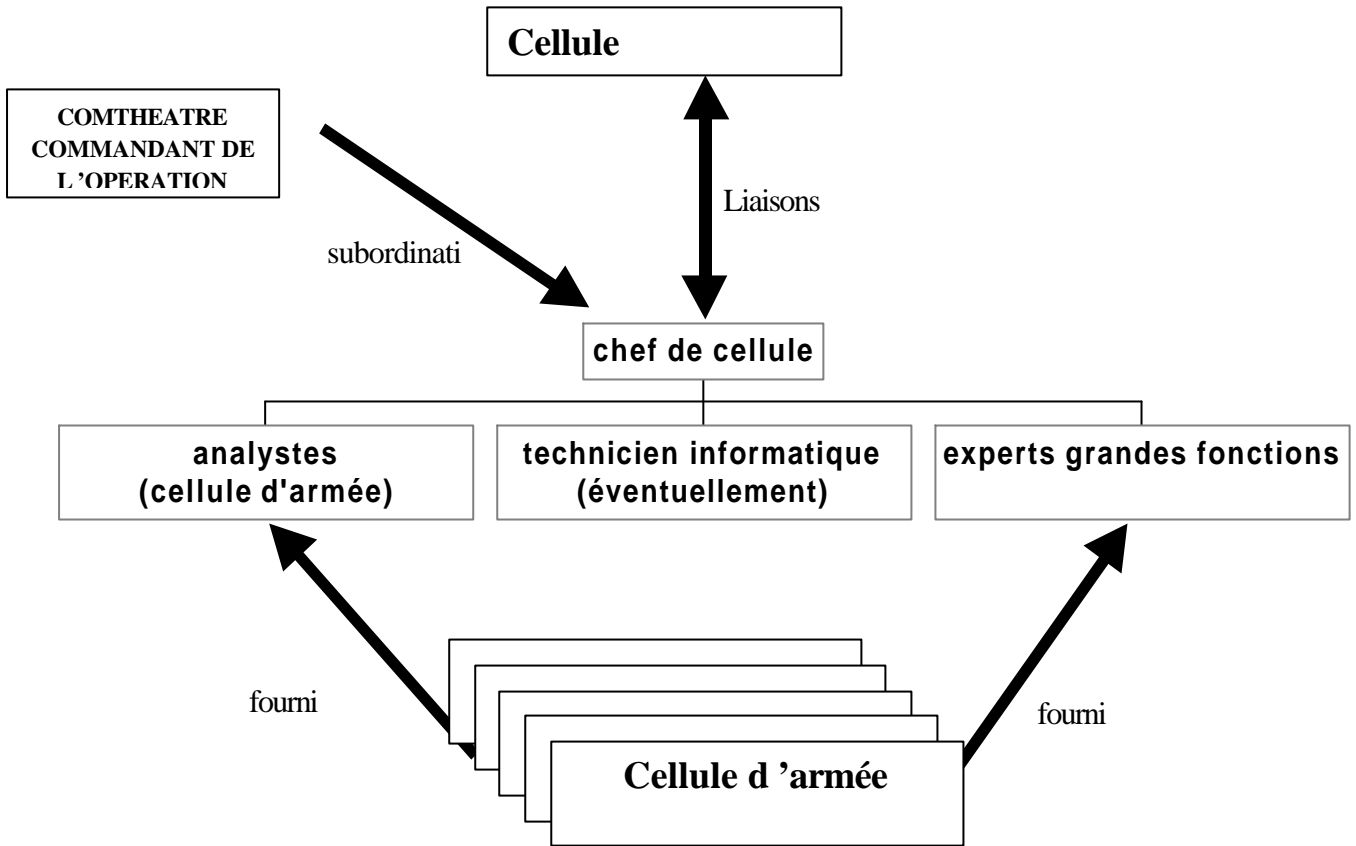 Cellule
COMTHEATRE
COMMANDANT DE
L ’OPERATION
Liaisons
subordinati
chef de cellule
analystes
(cellule d'armée)
technicien informatique
(éventuellement)
experts grandes fonctions
fourni
fourni
Cellule d ’armée